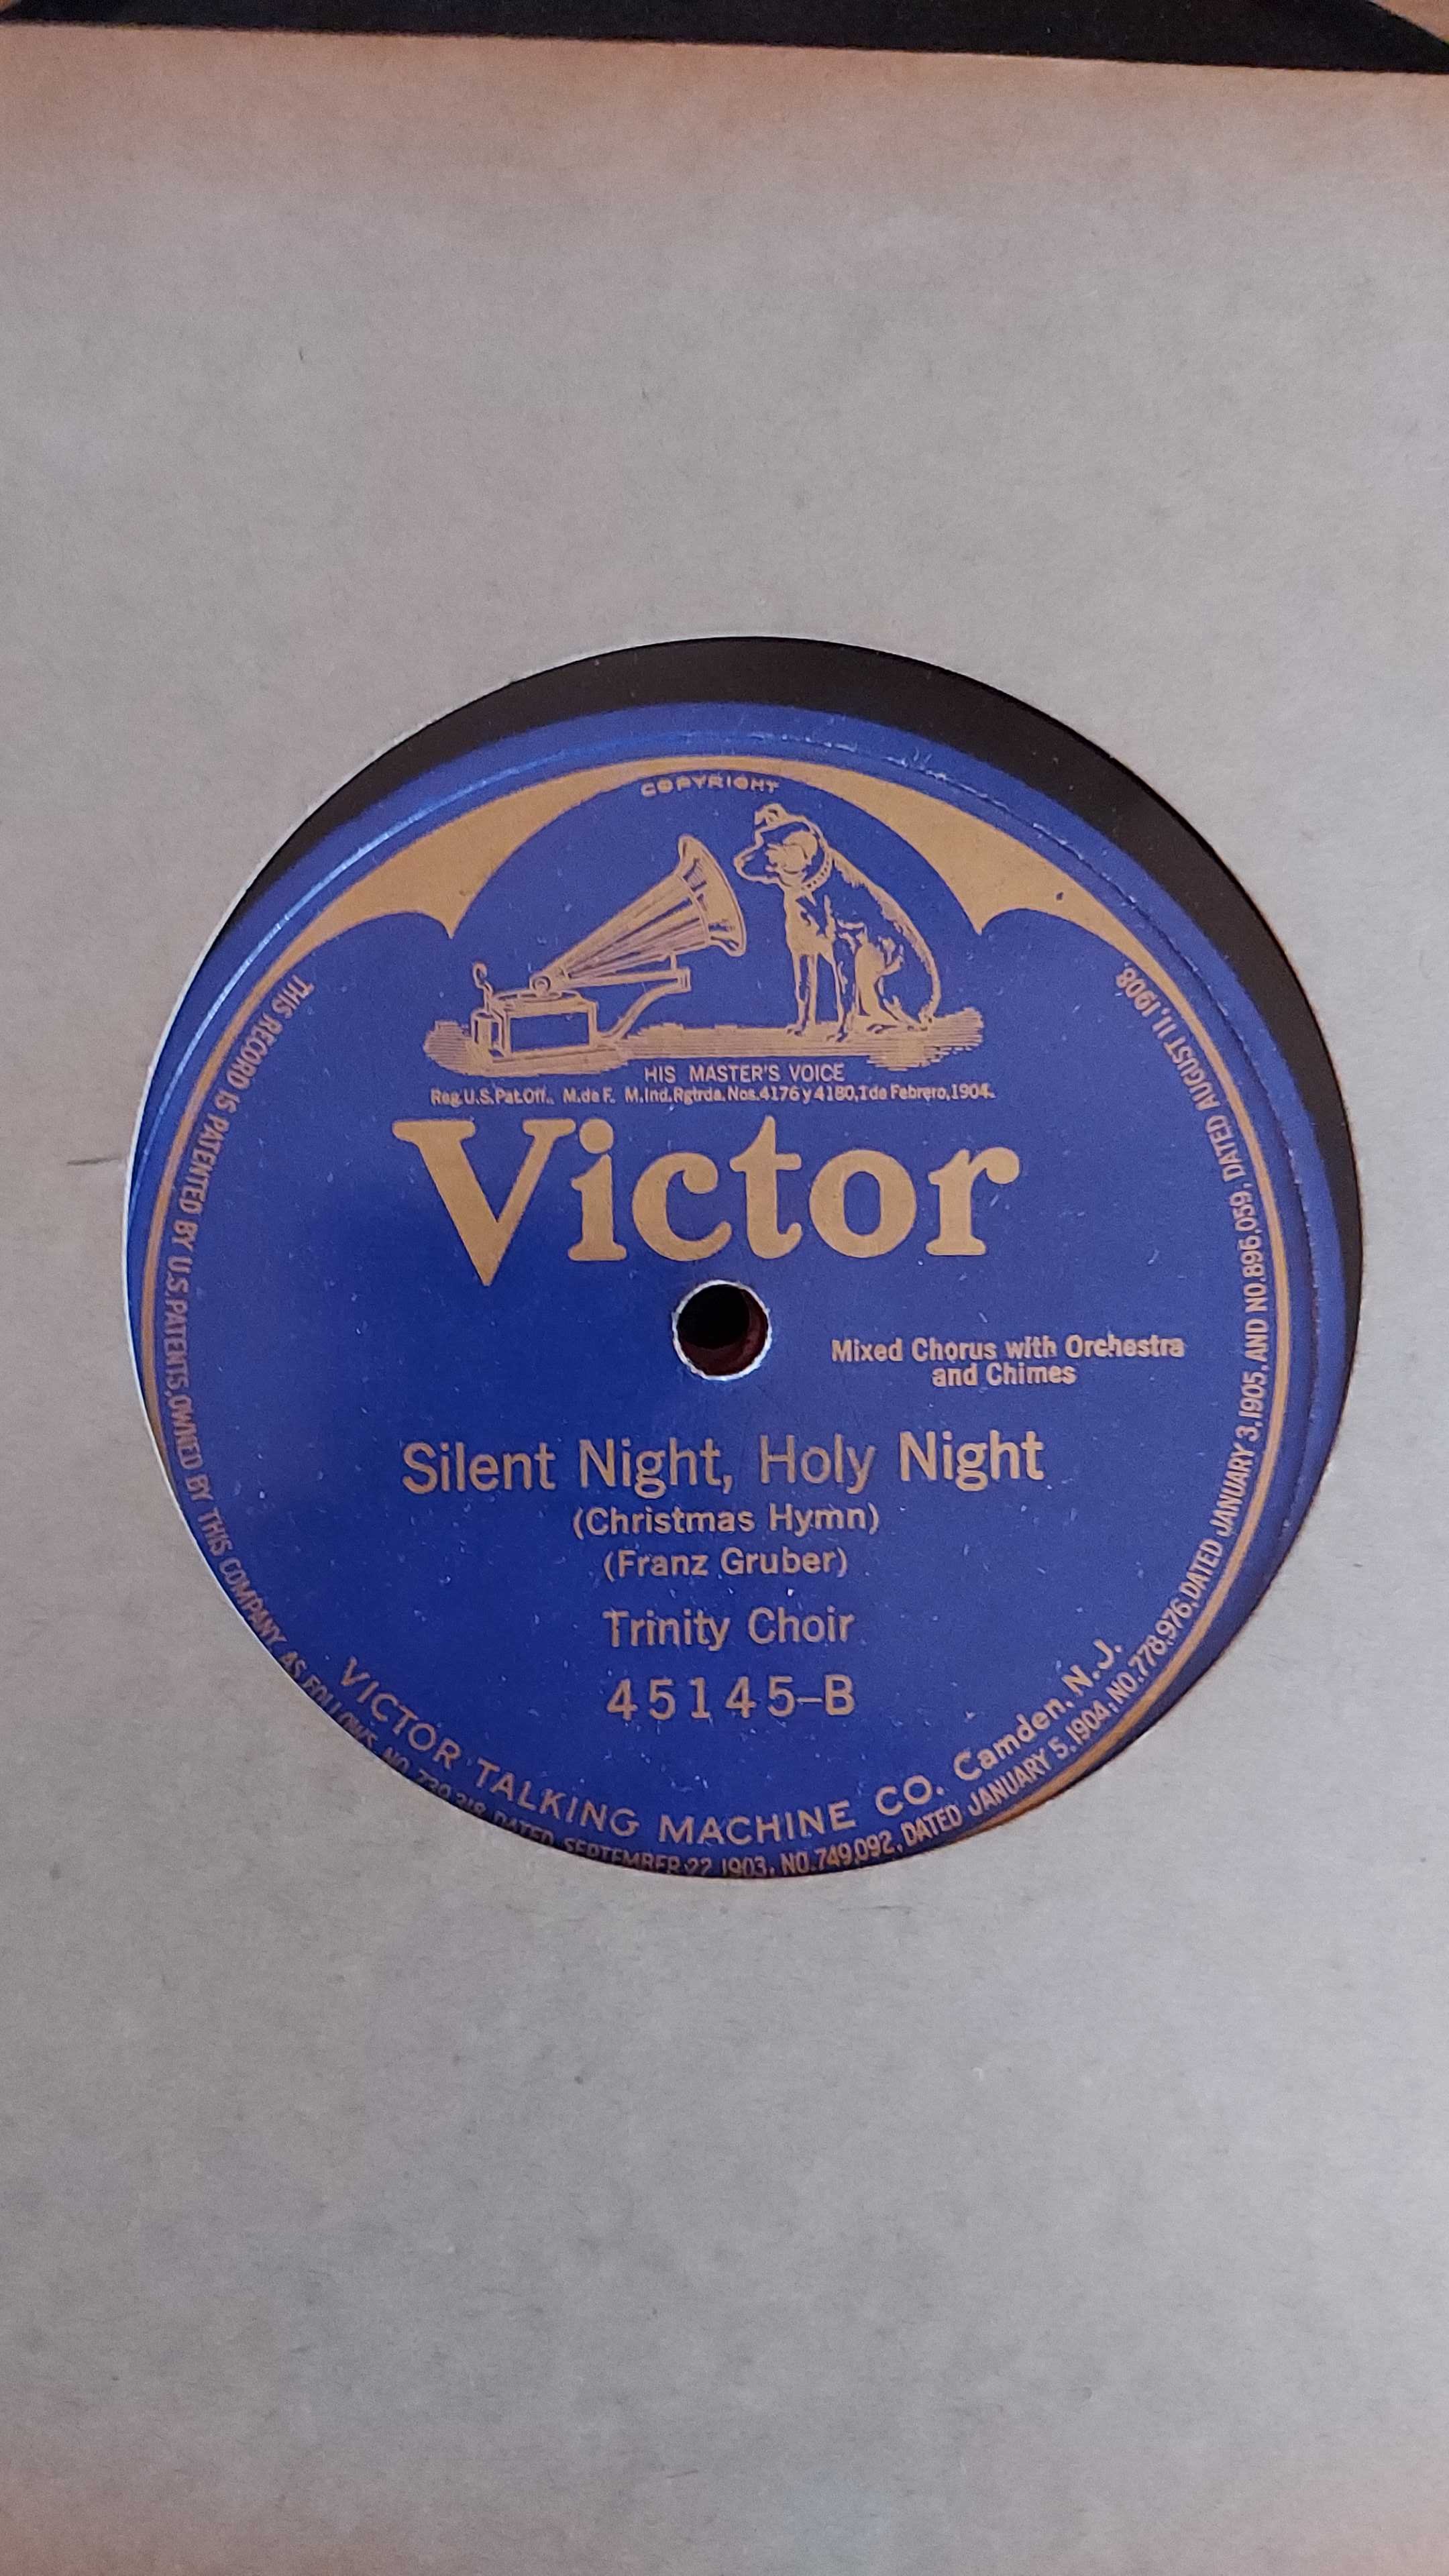 COPYRIGHT
HIS MASTER'S VOICE
Reg.U.S.Pat.Off. M.de F. M.Ind.Rgtrda.Nos.4176y4180,1de Febrero,1904.
Victor
Mixed Chorus with Orchestra
and Chimes
Silent Night, Holy Night
(Christmas Hymn)
(Franz Gruber)
Trinity Choir
45145-B
VICTOR TALKING MACHINE CO. Camden, N.J.
THIS RECORD IS PATENTED BY U.S.PATENTS,OWNED BY THIS COMPANY, AS FOLLOWS, NO. DATED SEPTEMBER 22 1903, NO.749,092, DATED JANUARY 5,1904, NO.778,976,DATED JANUARY 3,1905, AND NO.896,059, DATED AUGUST 11,1908.